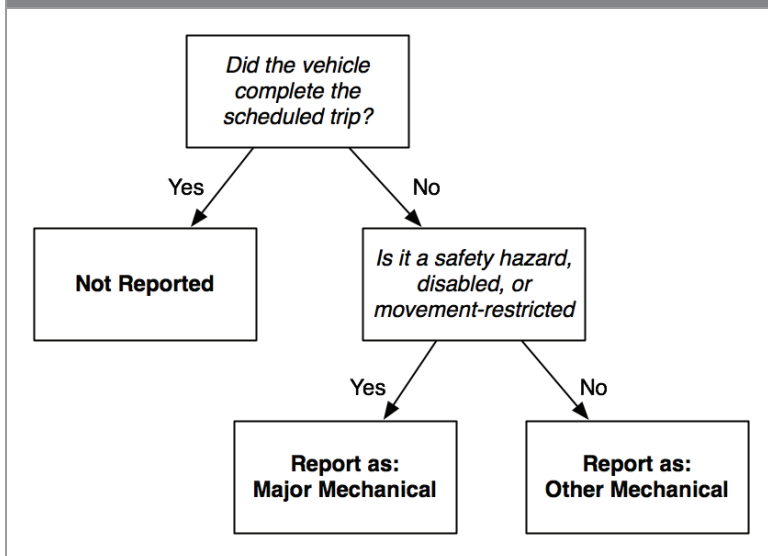 Did the vehicle
complete the
scheduled trip?
Yes
No
Not Reported
Is it a safety hazard,
disabled, or
movement-restricted
Yes
No
Report as:
Major Mechanical
Report as:
Other Mechanical